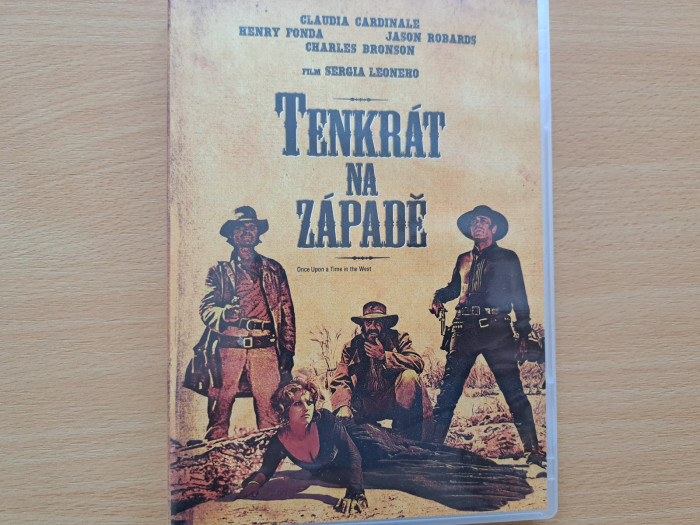 CLAUDIA CARDINALE
HENRY FONDA JASON ROBARDS
CHARLES BRONSON
FILM SERGIA LEONEHO
TENKRÁT
NA
ZÁPADĚ
Once Upon a Time in the West